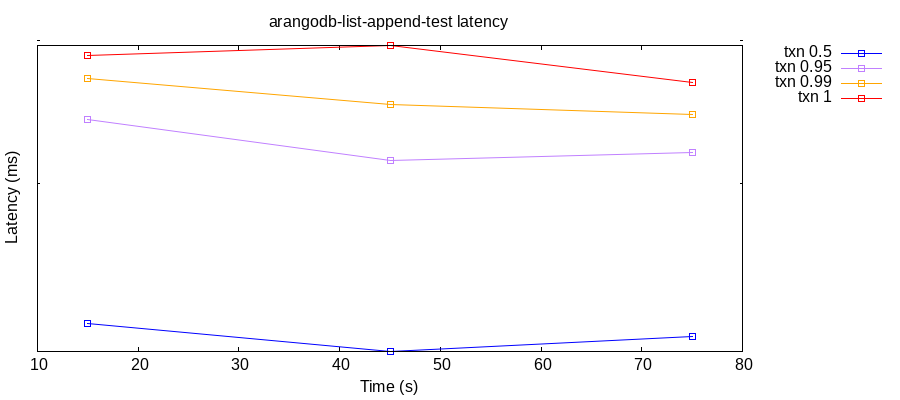 arangodb-list-append-test latency
txn 0.5
txn 0.95
txn 0.99
txn 1
Latency (ms)
10 20 30 40 50 60 70 80
Time (s)